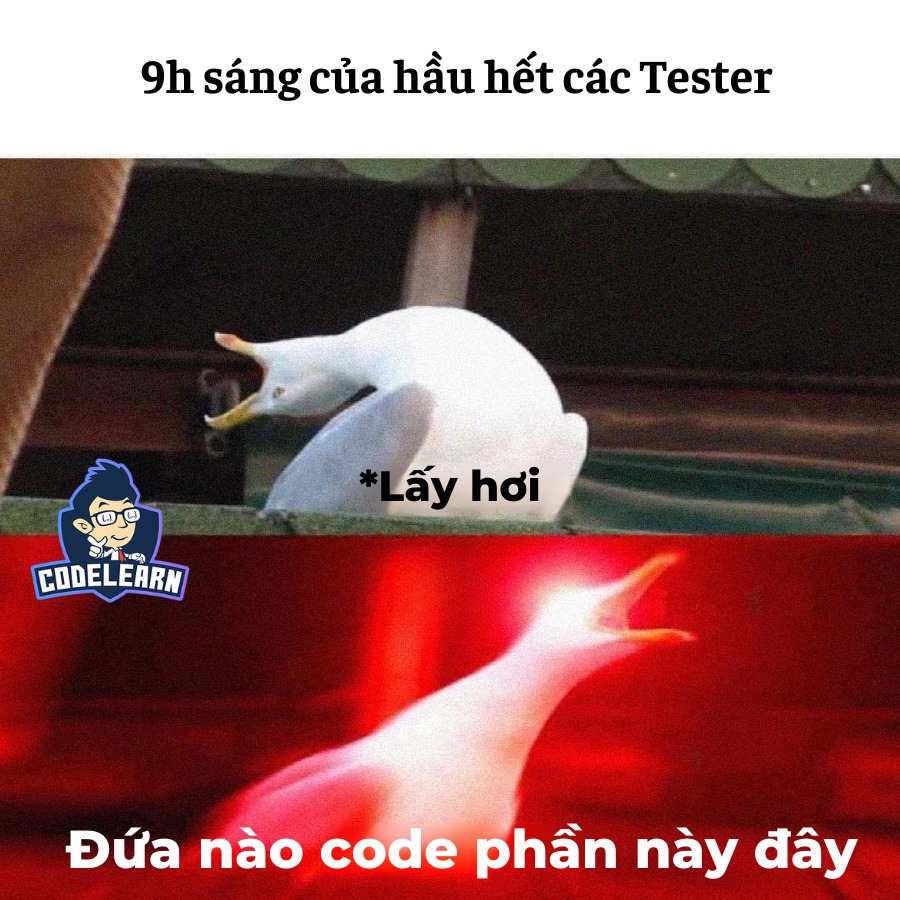 9h sáng của hầu hết các Tester
*Lấy hơi
CODELEARN
Đứa nào code phần này đây